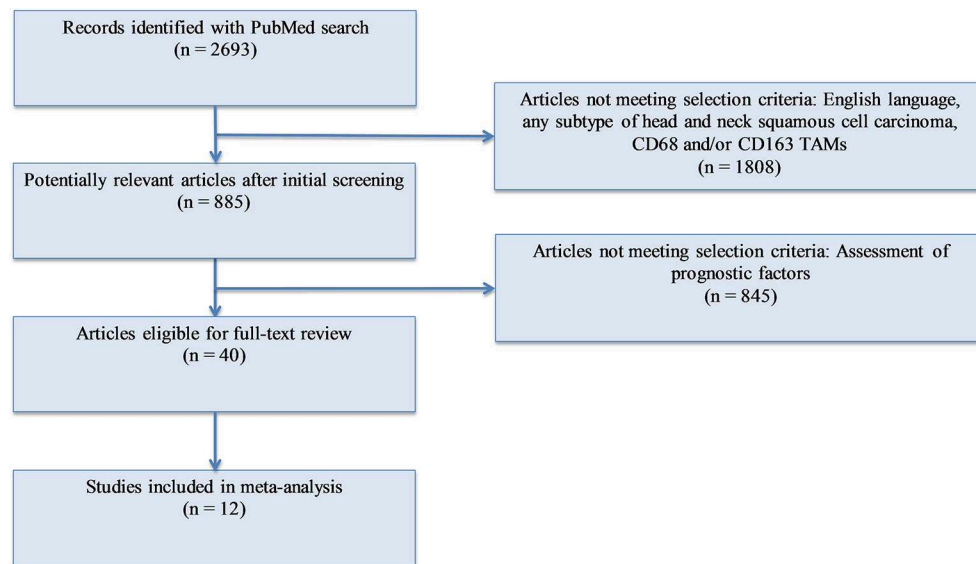 Records identified with PubMed search
(n = 2693)
Articles not meeting selection criteria: English language,
any subtype of head and neck squamous cell carcinoma,
CD68 and/or CD163 TAMs
(n = 1808)
Potentially relevant articles after initial screening
(n = 885)
Articles not meeting selection criteria: Assessment of
prognostic factors
(n = 845)
Articles eligible for full-text review
(n = 40)
Studies included in meta-analysis
(n = 12)